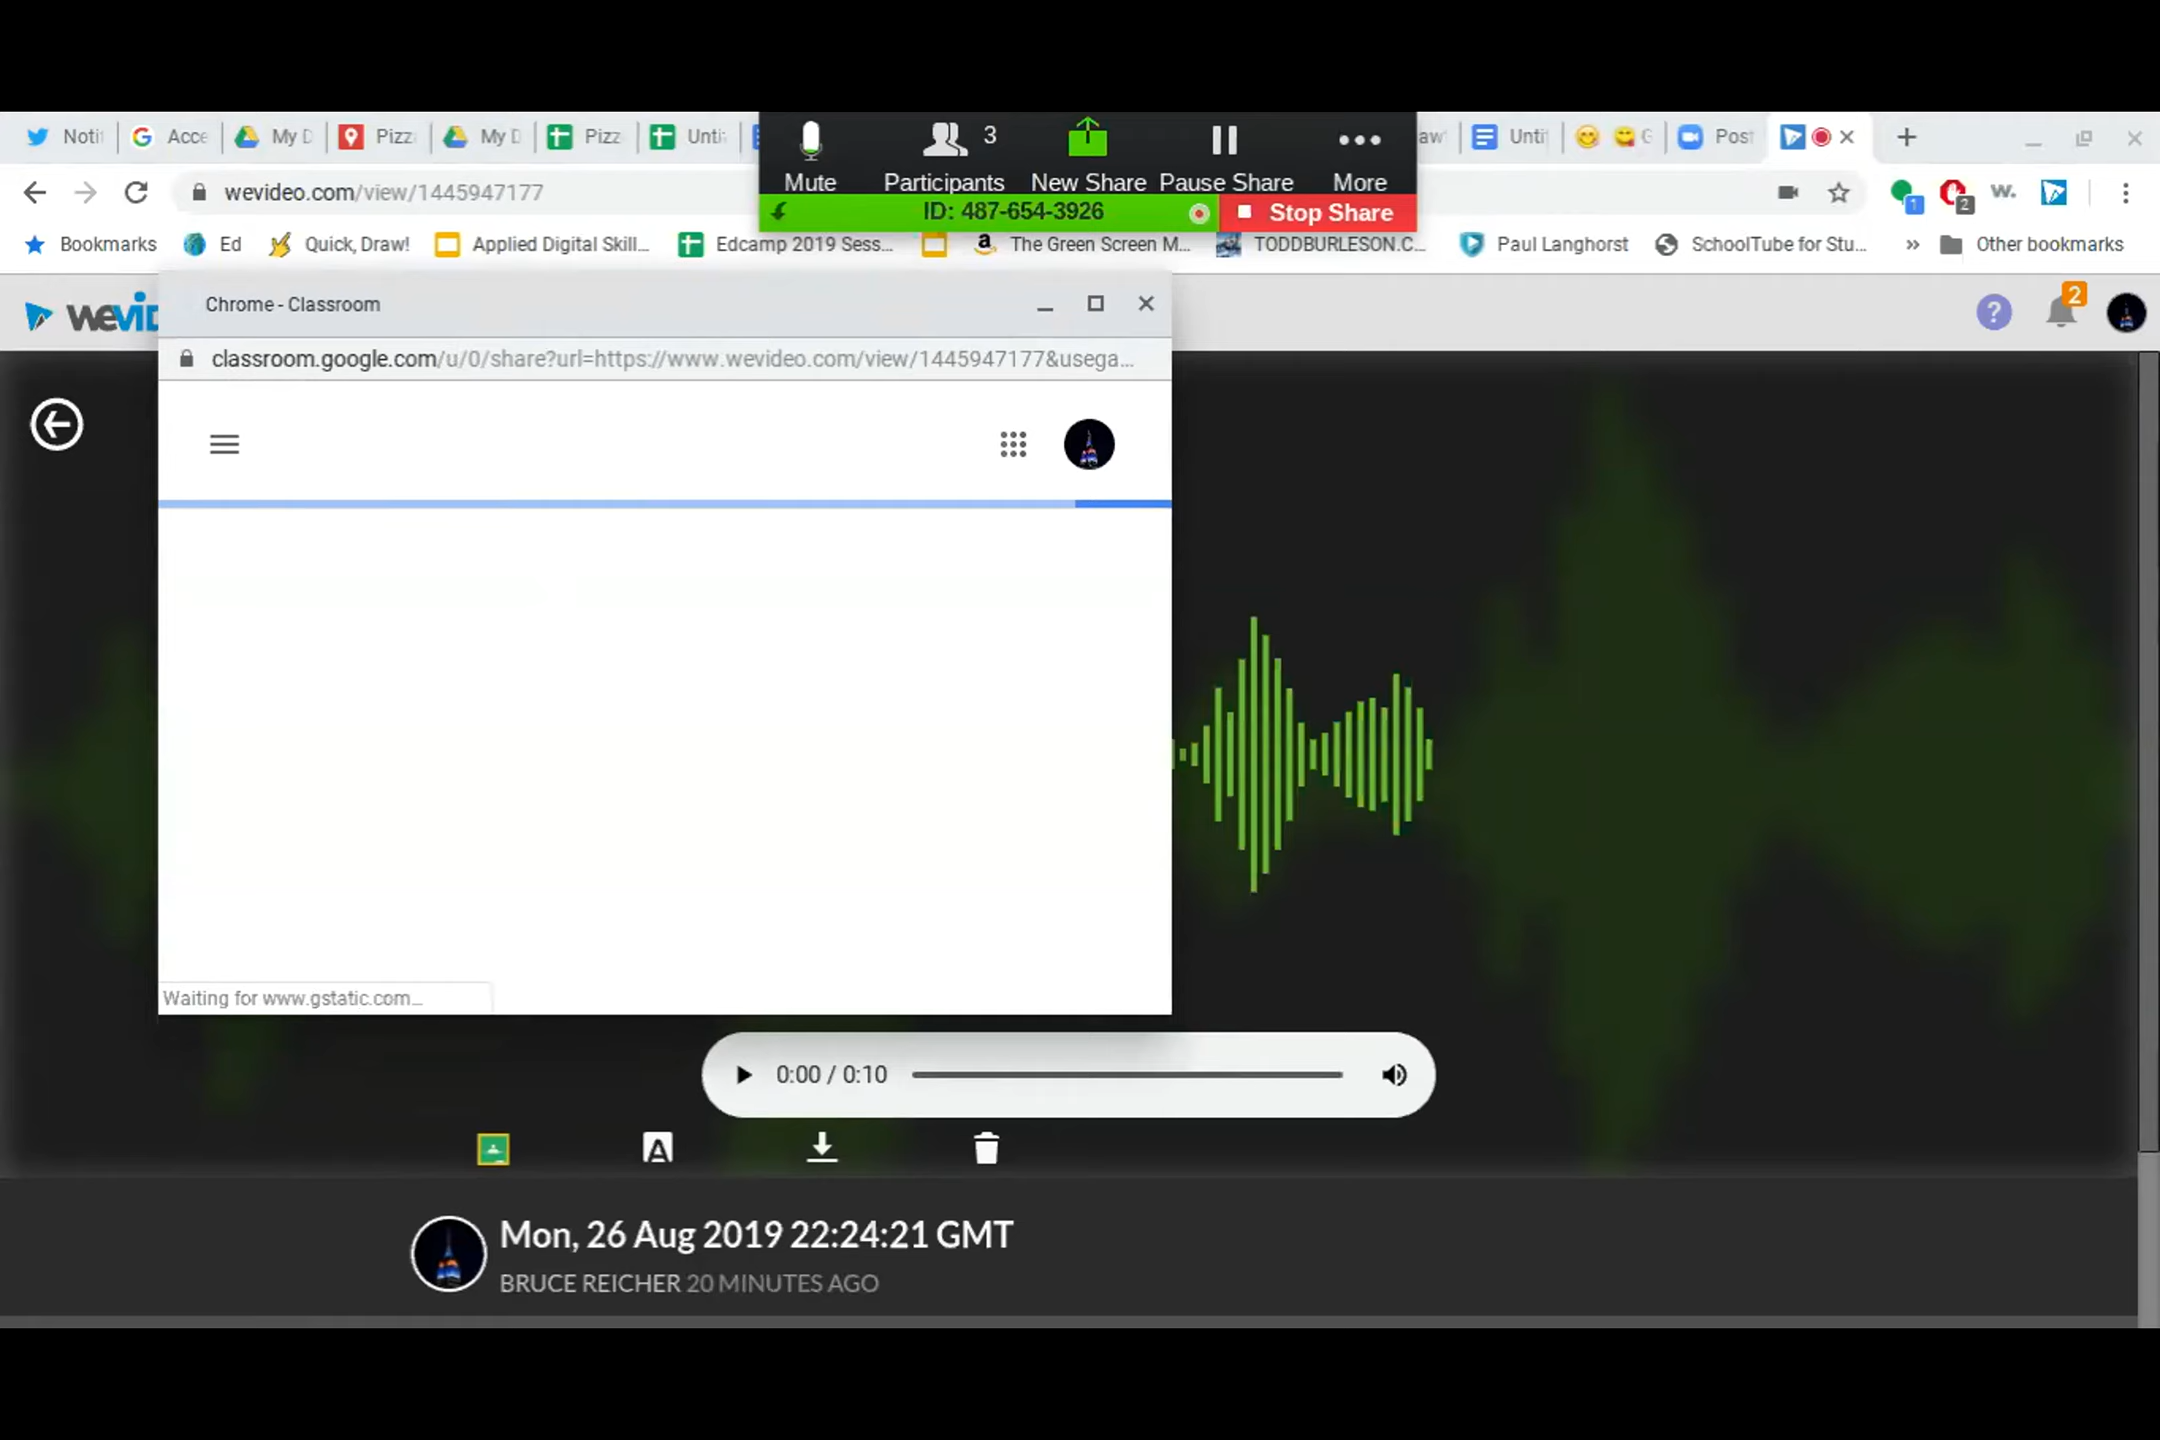 Noti
Acce
My D
Pizz
My D
Pizz
Unti
Mute
Participants
3
New Share
Pause Share
More
ID: 487-654-3926
Stop Share
Unti
G
Post
wevideo.com/view/1445947177
1
2
w.
Bookmarks
Ed
Quick, Draw!
Applied Digital Skill...
Edcamp 2019 Sess...
The Green Screen M...
TODDBURLESON.C...
Paul Langhorst
SchoolTube for Stu...
»
Other bookmarks
wevid
Chrome - Classroom
?
2
classroom.google.com/u/0/share?url=https://www.wevideo.com/view/1445947177&usega...
Waiting for www.gstatic.com...
0:00 / 0:10
A
Mon, 26 Aug 2019 22:24:21 GMT
BRUCE REICHER 20 MINUTES AGO